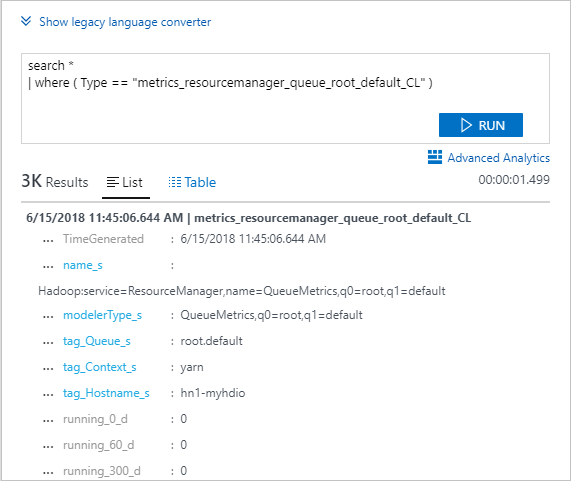 Show legacy language converter
search *
| where ( Type == "metrics_resourcemanager_queue_root_default_CL" )
RUN
Advanced Analytics
3K Results List Table 00:00:01.499
6/15/2018 11:45:06.644 AM | metrics_resourcemanager_queue_root_default_CL
... TimeGenerated : 6/15/2018 11:45:06.644 AM
... name_s :
Hadoop:service=ResourceManager,name=QueueMetrics,q0=root,q1=default
... modelerType_s : QueueMetrics,q0=root,q1=default
... tag_Queue_s : root.default
... tag_Context_s : yarn
... tag_Hostname_s : hn1-myhdio
... running_0_d : 0
... running_60_d : 0
... running_300_d : 0